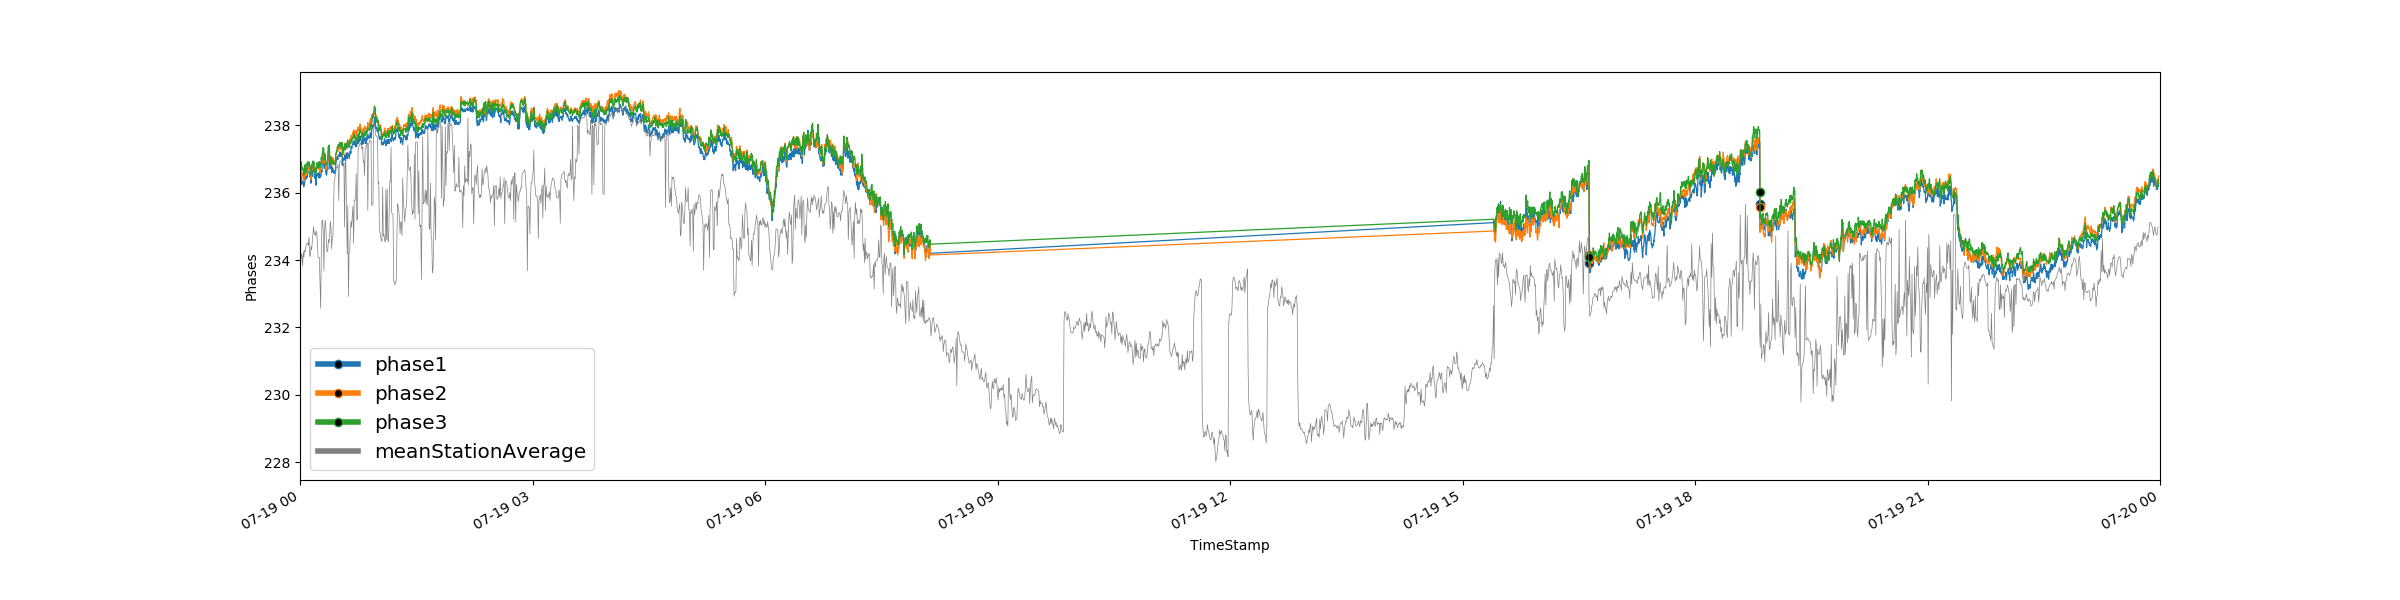 238
236
234
232
230
228
Phases
phase1
phase2
phase3
meanStationAverage
07-19 00
07-19 03
07-19 06
07-19 09
07-19 12
07-19 15
07-19 18
07-19 21
07-20 00
TimeStamp